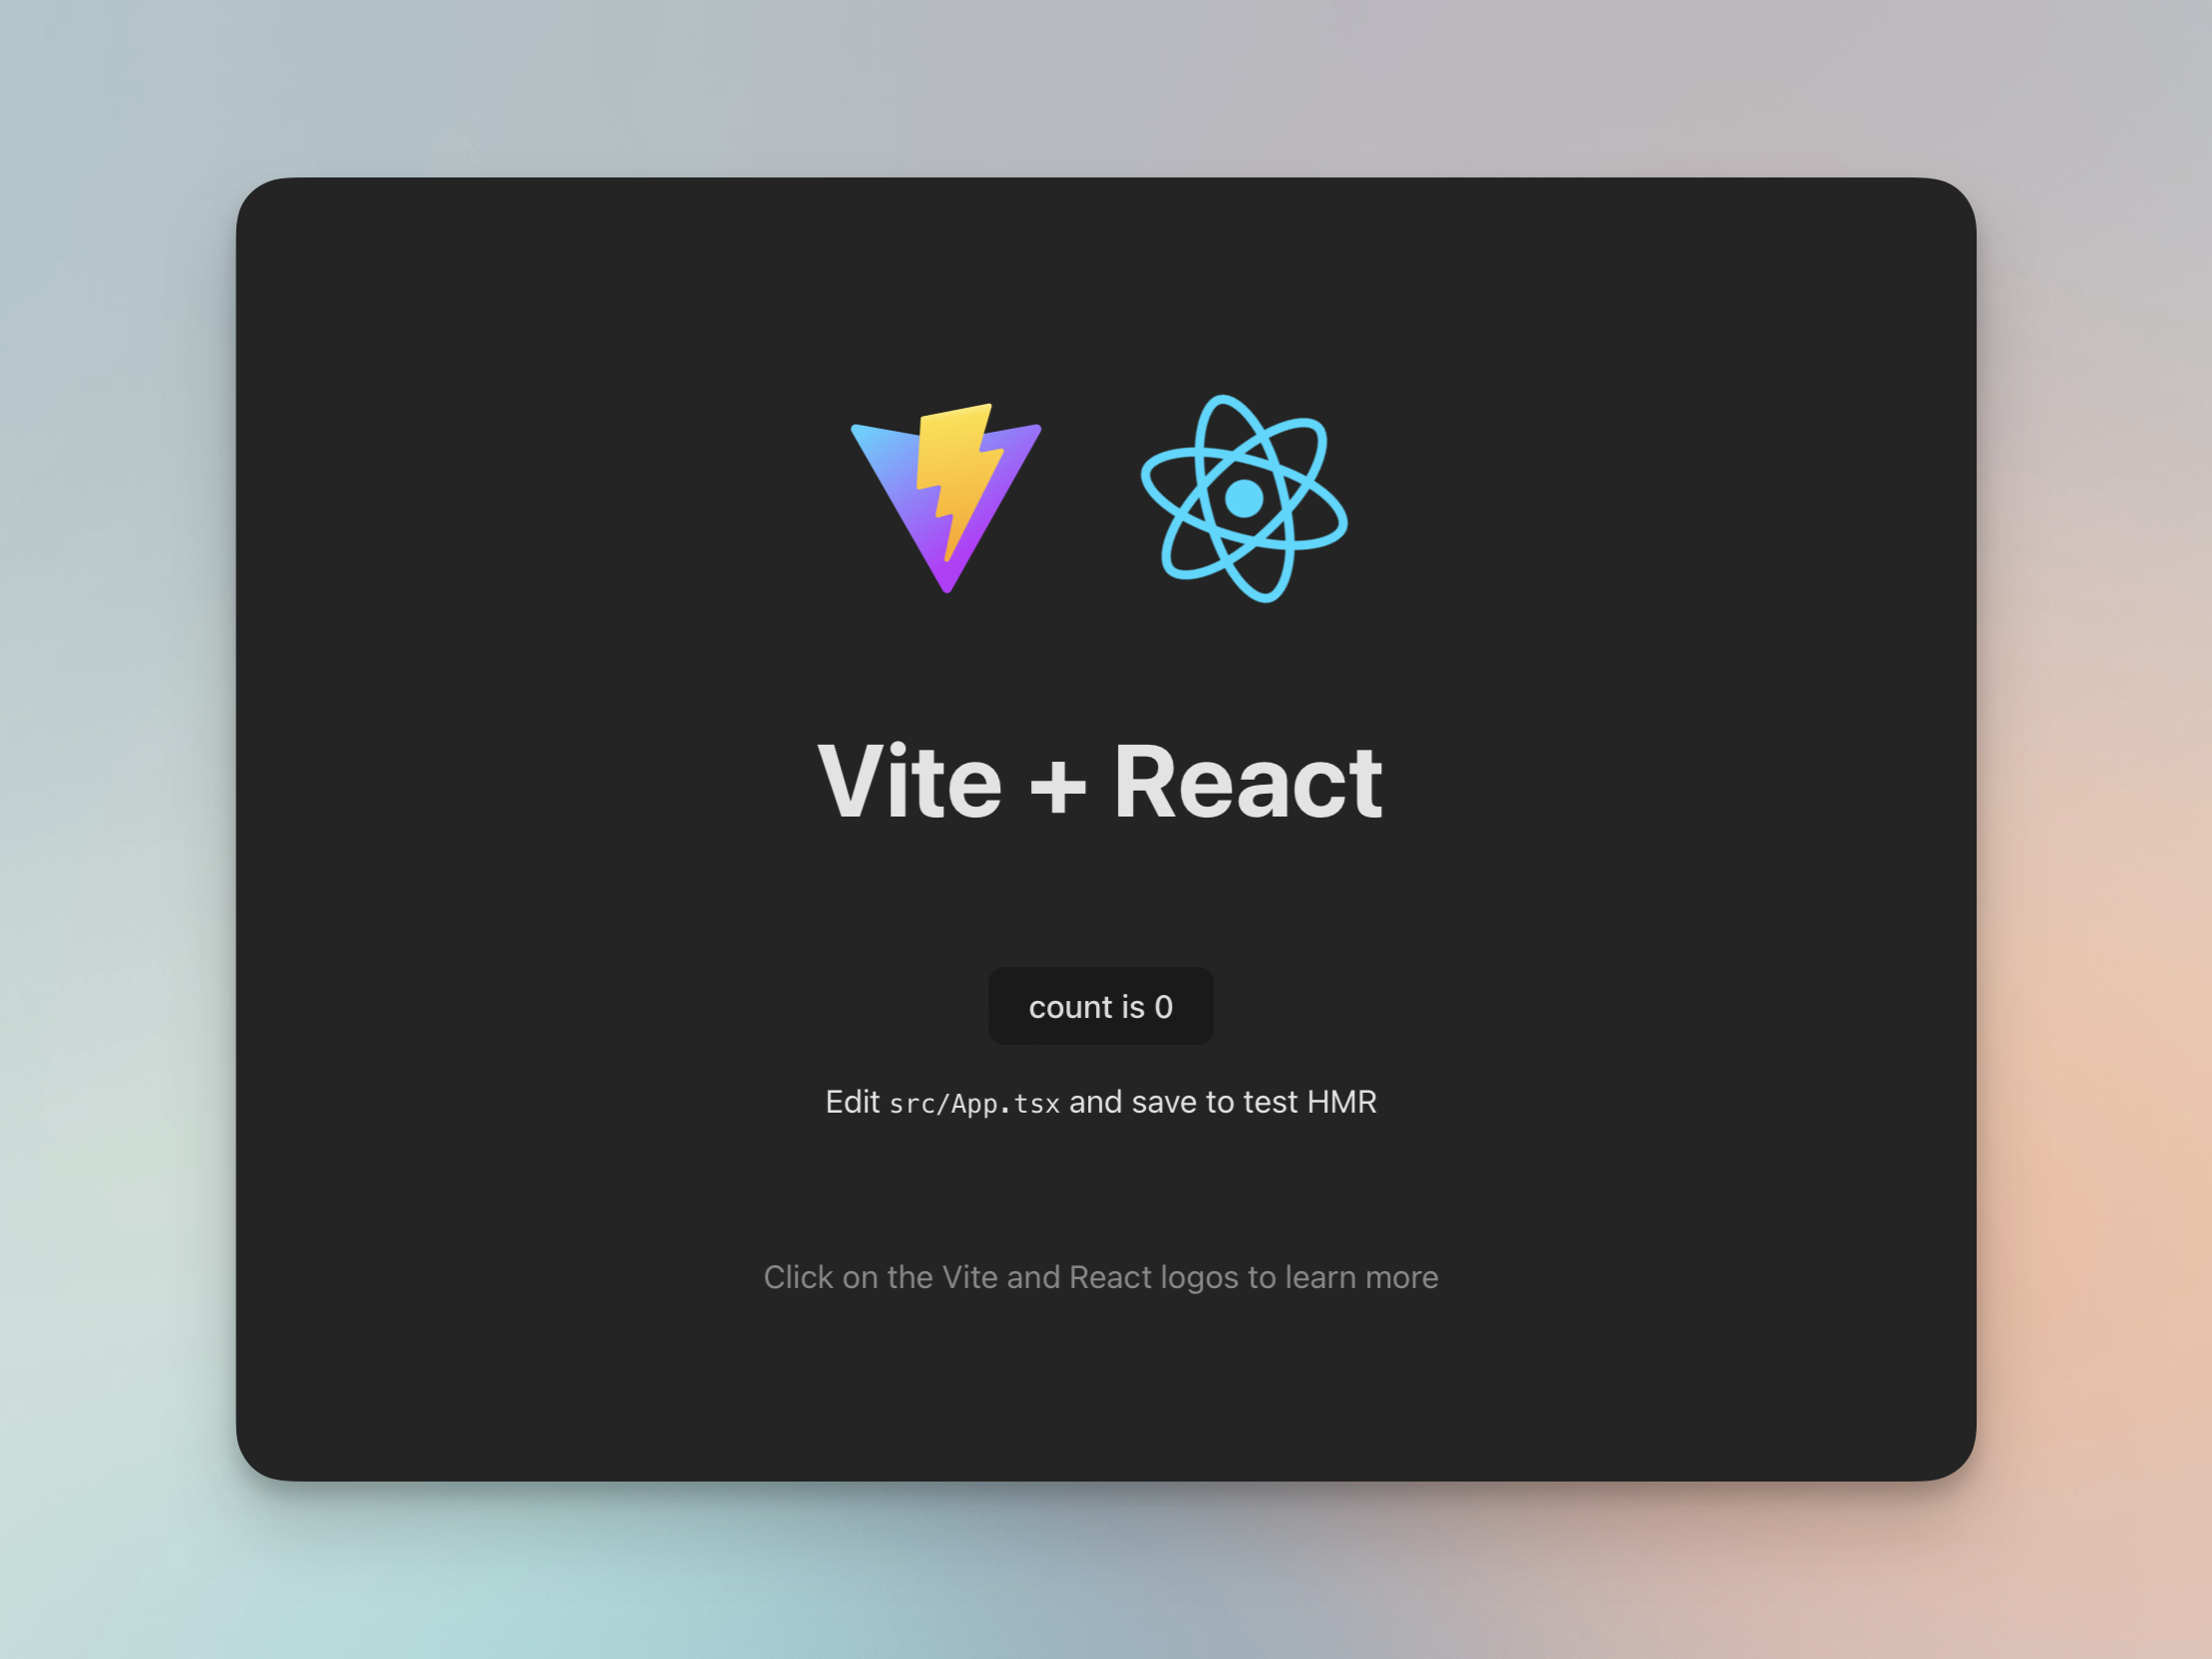 Vite + React
count is 0
Edit src/App.tsx and save to test HMR
Click on the Vite and React logos to learn more